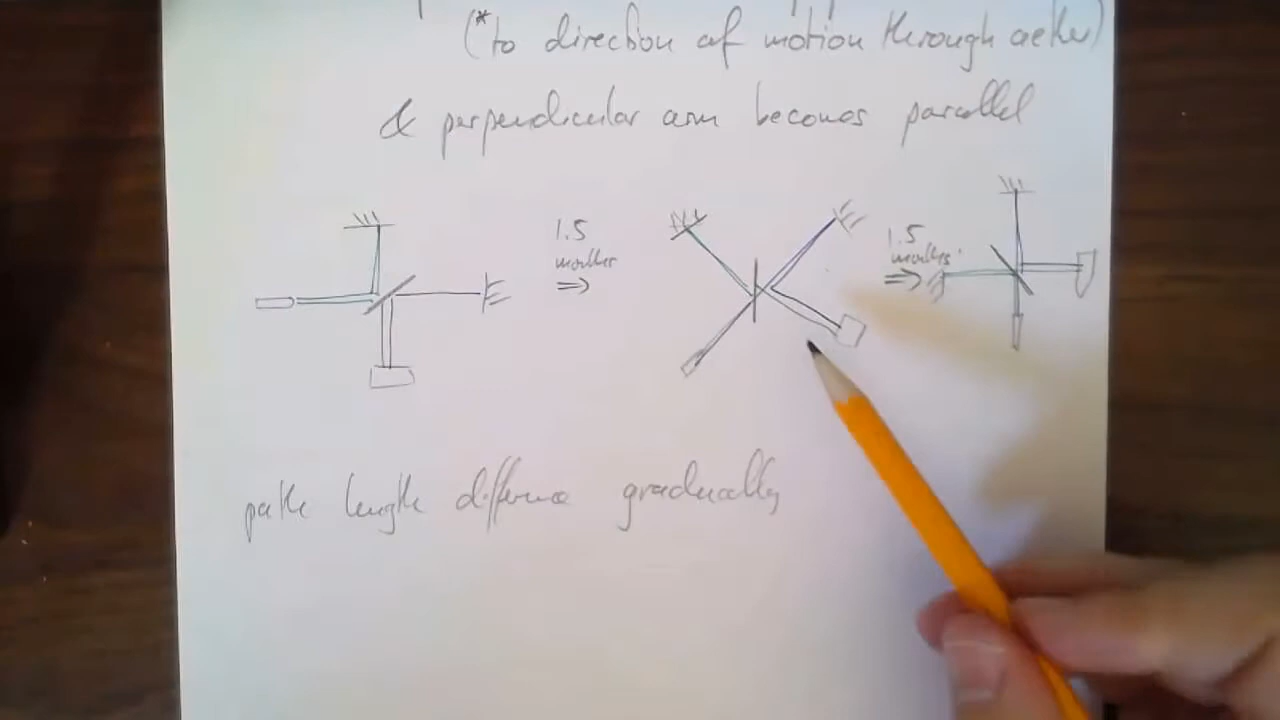 (*to direction of motion through aether)
& perpendicular arm becomes parallel
1.5 months ⇒
1.5 months ⇒
path length difference gradually